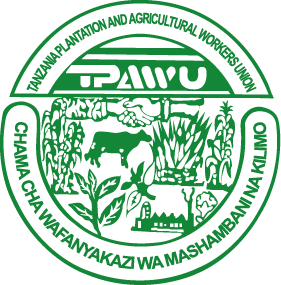 TANZANIA PLANTATION AND AGRICULTURAL WORKERS UNION
TPAWU
CHAMA CHA WAFANYAKAZI WA MASHAMBANI NA KILIMO